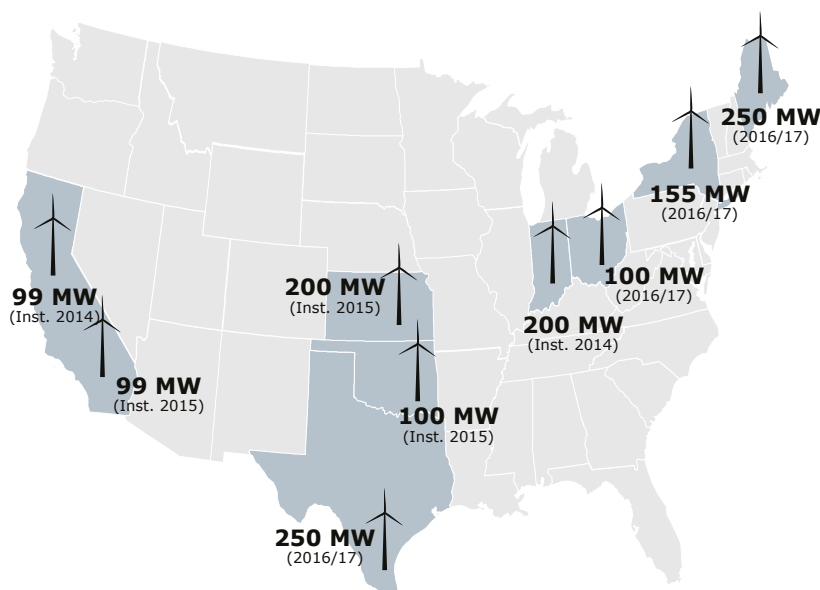 250 MW
(2016/17)
155 MW
(2016/17)
100 MW
(2016/17)
200 MW
(Inst. 2014)
200 MW
(Inst. 2015)
99 MW
(Inst. 2014)
99 MW
(Inst. 2015)
100 MW
(Inst. 2015)
250 MW
(2016/17)